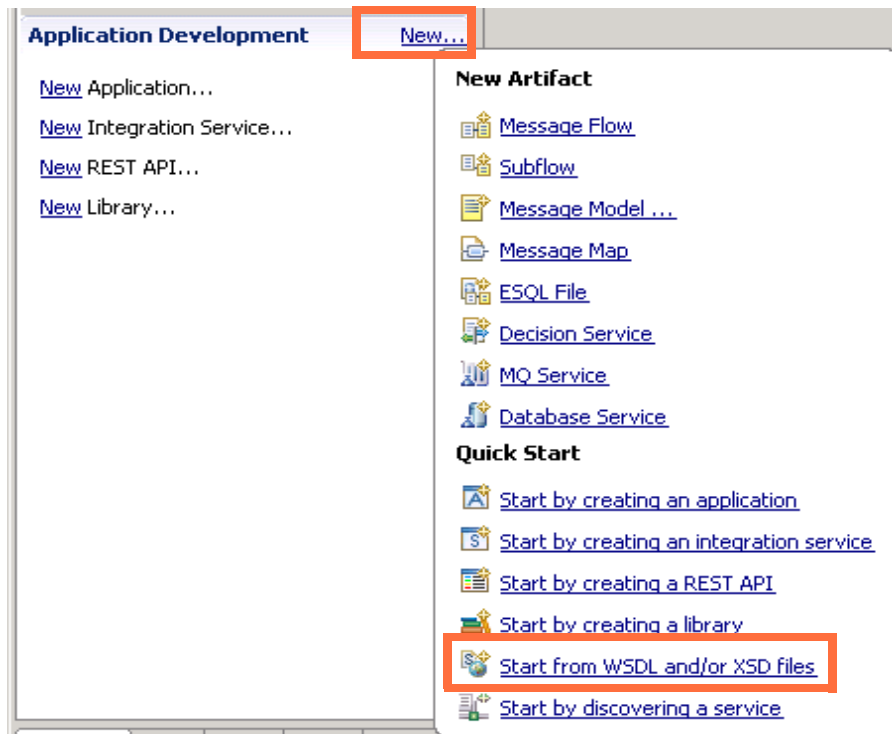 Application Development New...
New Application...
New Integration Service...
New REST API...
New Library...
New Artifact
Message Flow
Subflow
Message Model ...
Message Map
ESQL File
Decision Service
MQ Service
Database Service
Quick Start
Start by creating an application
Start by creating an integration service
Start by creating a REST API
Start by creating a library
Start from WSDL and/or XSD files
Start by discovering a service